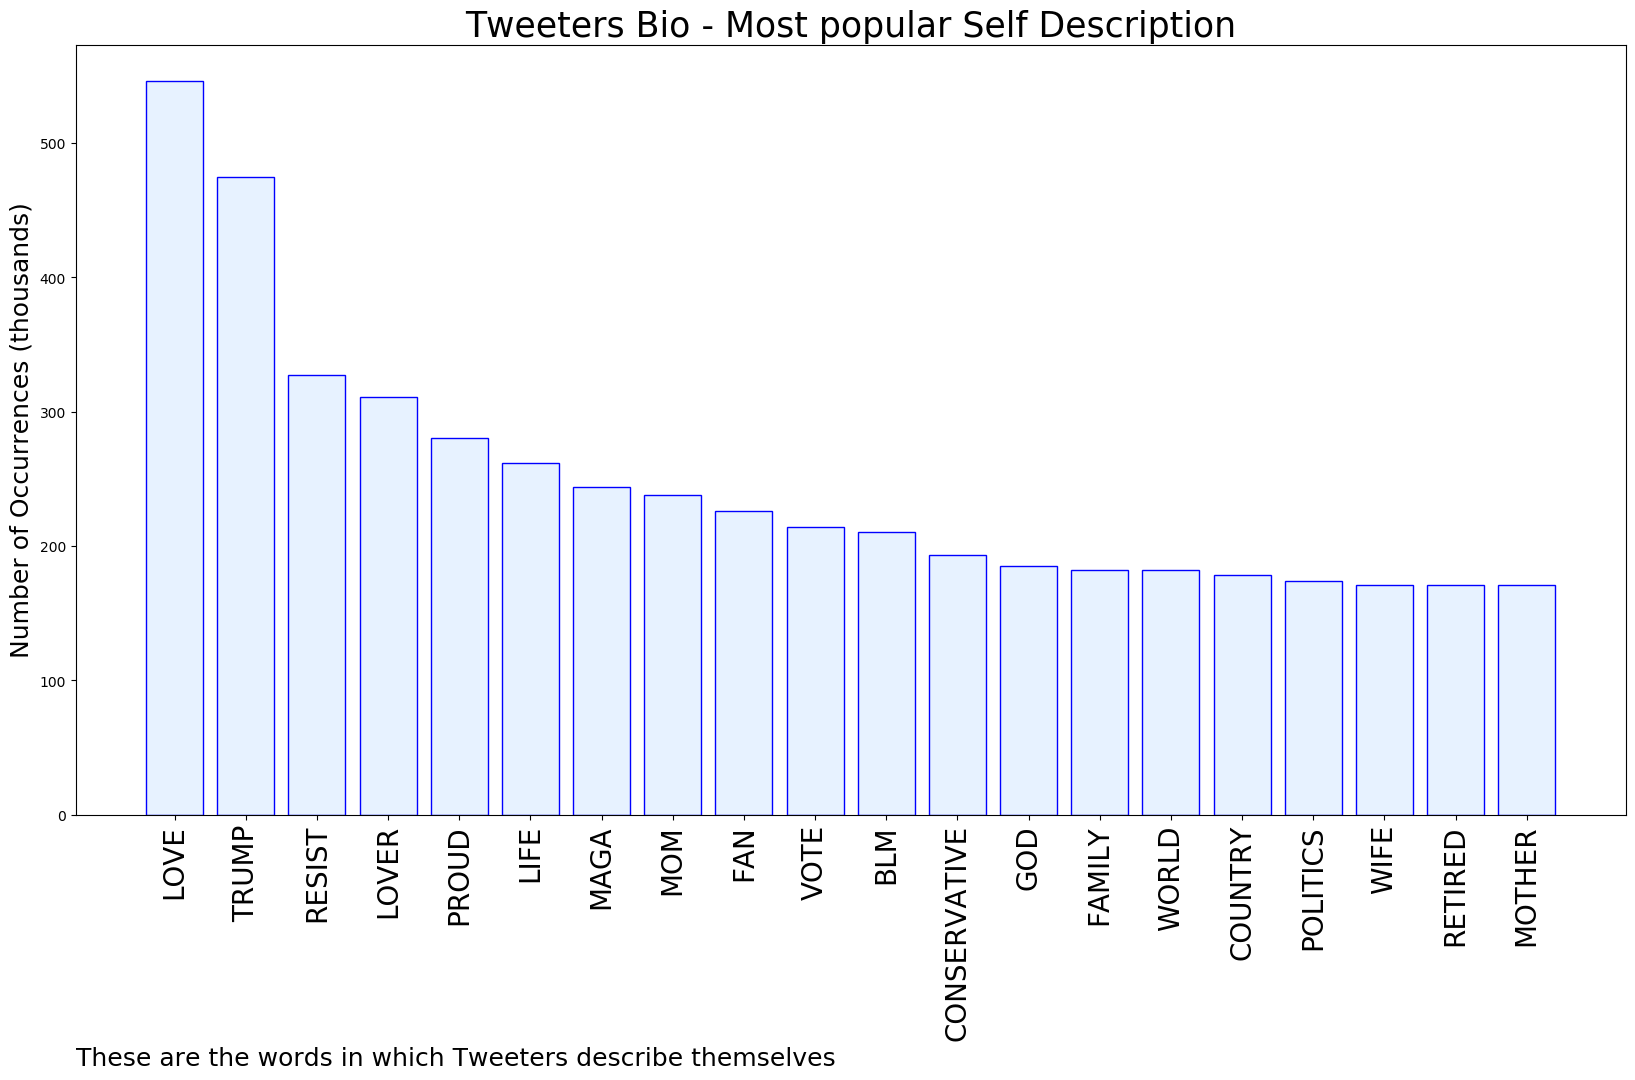 Tweeters Bio - Most popular Self Description
Number of Occurrences (thousands)
500
400
300
200
100
0
LOVE
TRUMP
RESIST
LOVER
PROUD
LIFE
MAGA
MOM
FAN
VOTE
BLM
CONSERVATIVE
GOD
FAMILY
WORLD
COUNTRY
POLITICS
WIFE
RETIRED
MOTHER
These are the words in which Tweeters describe themselves